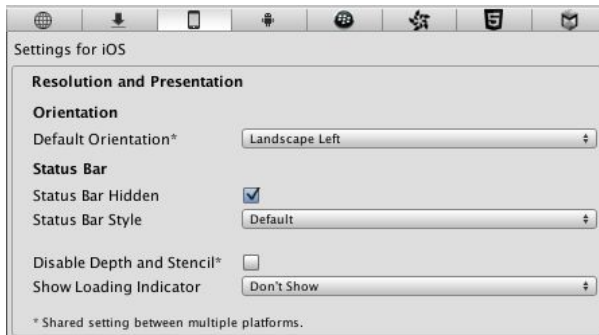 Settings for iOS
Resolution and Presentation
Orientation
Default Orientation* Landscape Left
Status Bar
Status Bar Hidden
Status Bar Style Default
Disable Depth and Stencil*
Show Loading Indicator Don't Show
* Shared setting between multiple platforms.